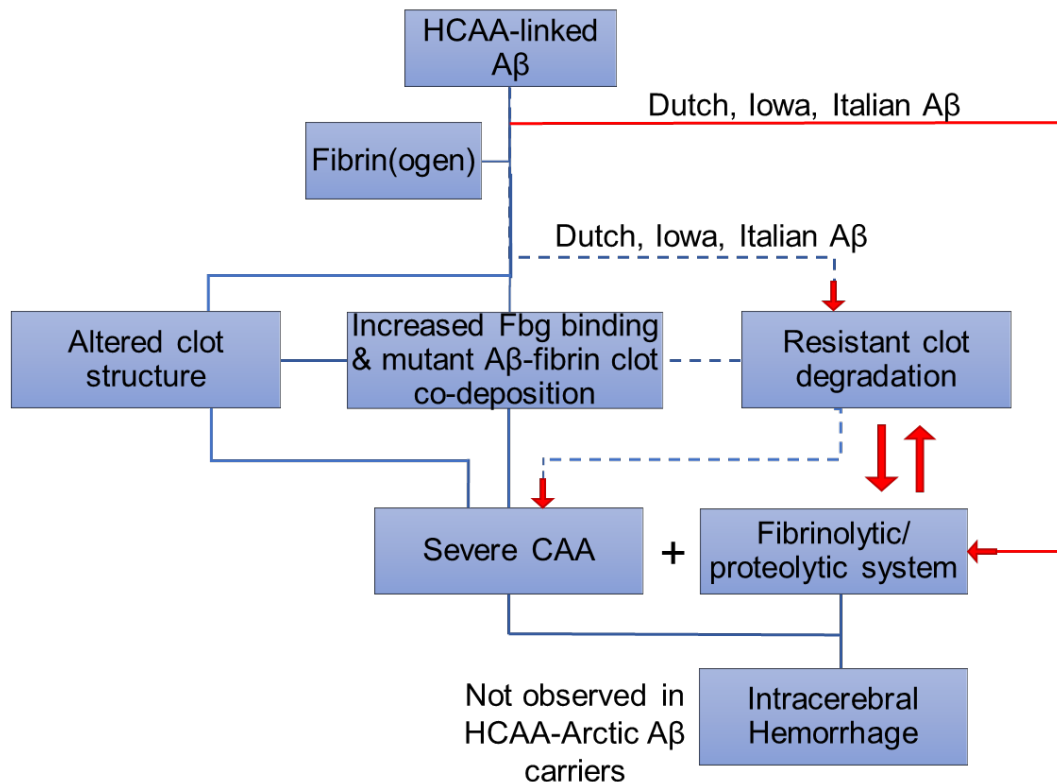 HCAA-linked
Aβ
Dutch, Iowa, Italian Aβ
Fibrin(ogen)
Dutch, Iowa, Italian Aβ
Altered clot
structure
Increased Fbg binding
& mutant Aβ-fibrin clot
co-deposition
Resistant clot
degradation
Severe CAA
+
Fibrinolytic/
proteolytic system
Not observed in
HCAA-Arctic Aβ
carriers
Intracerebral
Hemorrhage